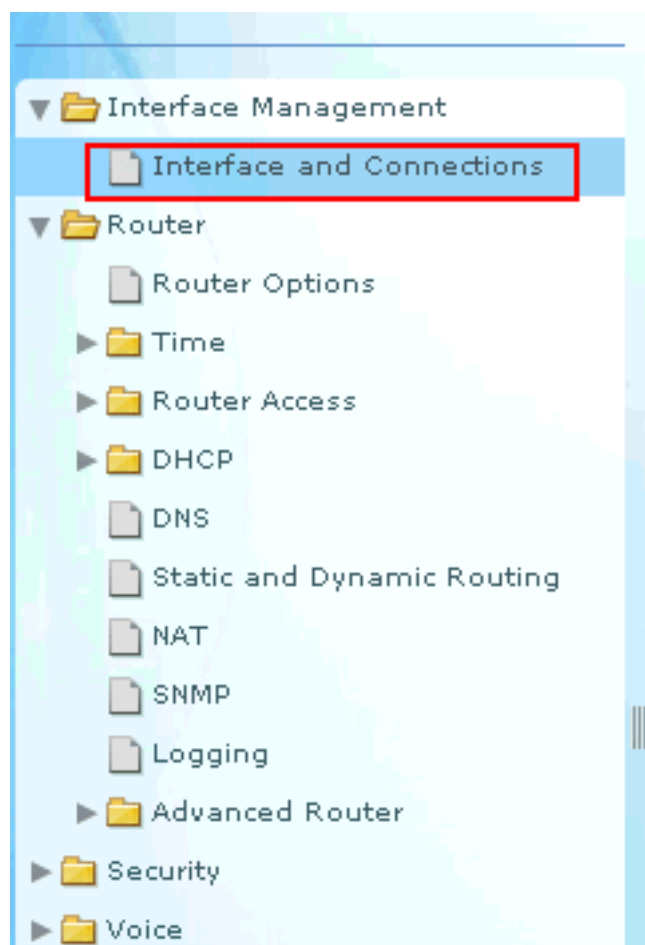 Interface Management
Interface and Connections
Router
Router Options
Time
Router Access
DHCP
DNS
Static and Dynamic Routing
NAT
SNMP
Logging
Advanced Router
Security
Voice